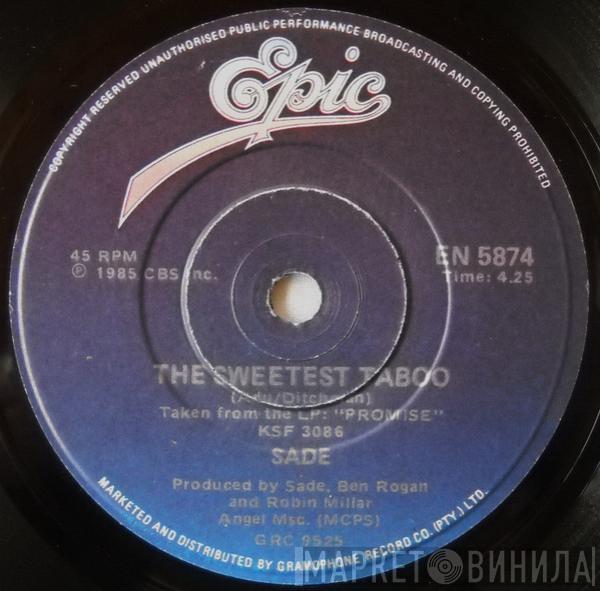 COPYRIGHT RESERVED UNAUTHORISED PUBLIC PERFORMANCE BROADCASTING AND COPYING PROHIBITED
Epic
45 RPM
Ⓟ 1985 CBS Inc.
EN 5874
Time: 4.25
THE SWEETEST TABOO
(Adu/Ditcham)
Taken from the LP: "PROMISE"
KSF 3086
SADE
Produced by Sade, Ben Rogan
and Robin Millar
Angel Msc. (MCPS)
GRC 9525
MARKETED AND DISTRIBUTED BY GRAMOPHONE RECORD CO. (PTY.) LTD.
МАРКЕТ ВИНИЛА